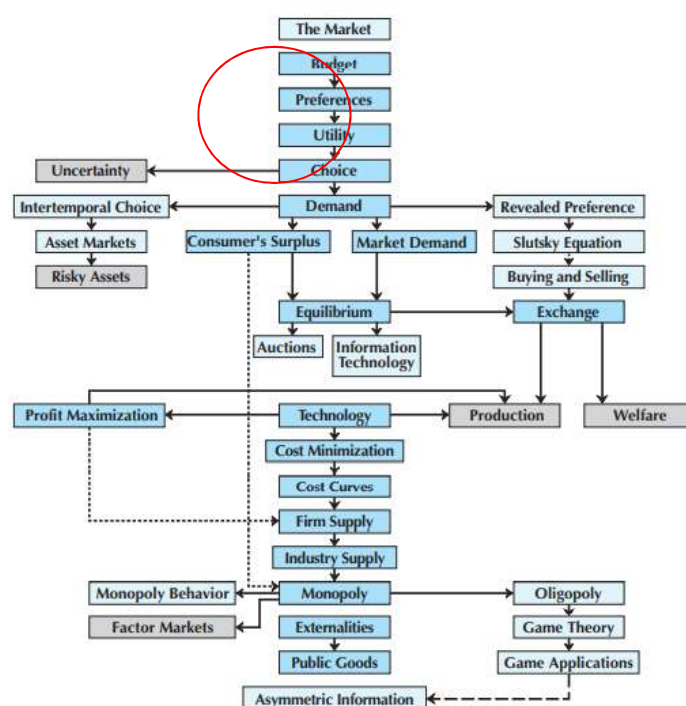 The Market
Budget
Preferences
Utility
Uncertainty
Choice
Intertemporal Choice
Demand
Revealed Preference
Asset Markets
Consumer's Surplus
Market Demand
Slutsky Equation
Risky Assets
Buying and Selling
Equilibrium
Exchange
Auctions
Information
Technology
Profit Maximization
Technology
Production
Welfare
Cost Minimization
Cost Curves
Firm Supply
Industry Supply
Monopoly Behavior
Monopoly
Oligopoly
Factor Markets
Externalities
Game Theory
Public Goods
Game Applications
Asymmetric Information